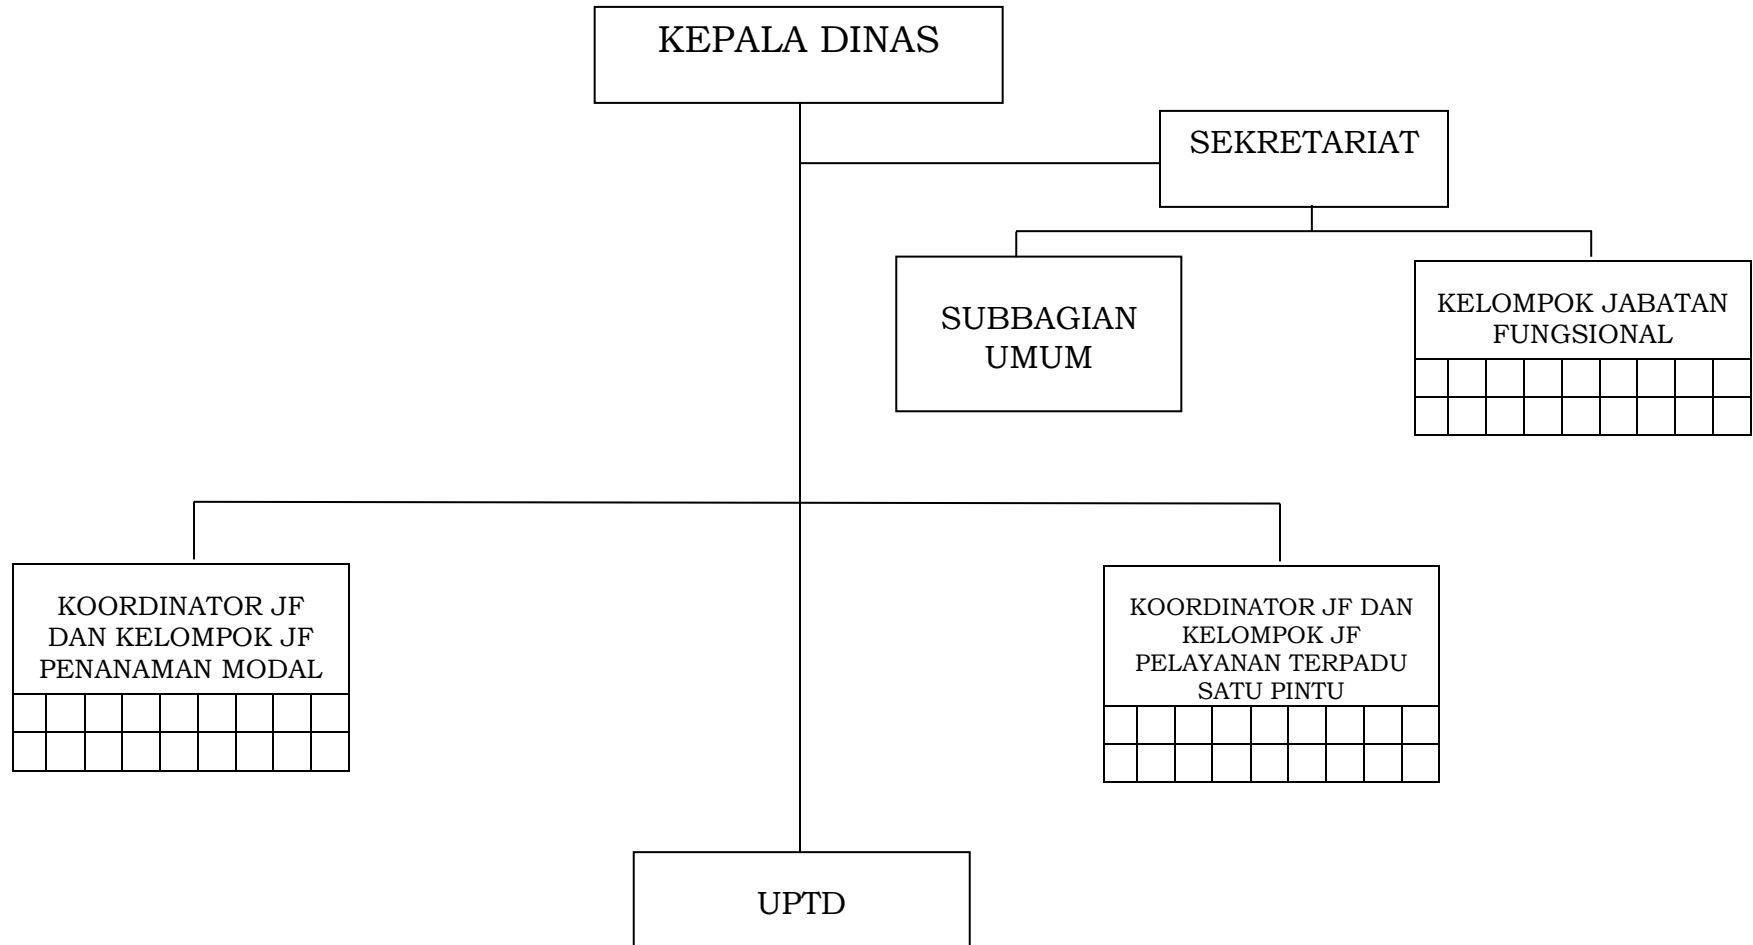 KEPALA DINAS
SEKRETARIAT
SUBBAGIAN
UMUM
KELOMPOK JABATAN
FUNGSIONAL
KOORDINATOR JF
DAN KELOMPOK JF
PENANAMAN MODAL
KOORDINATOR JF DAN
KELOMPOK JF
PELAYANAN TERPADU
SATU PINTU
UPTD